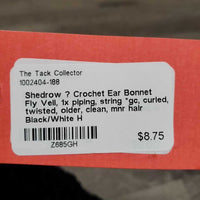 The Tack Collector
1002404-188
Shedrow ? Crochet Ear Bonnet
Fly Veil, 1x piping, string *gc, curled,
twisted, older, clean, mnr hair
Black/White H
$8.75
Z685GH